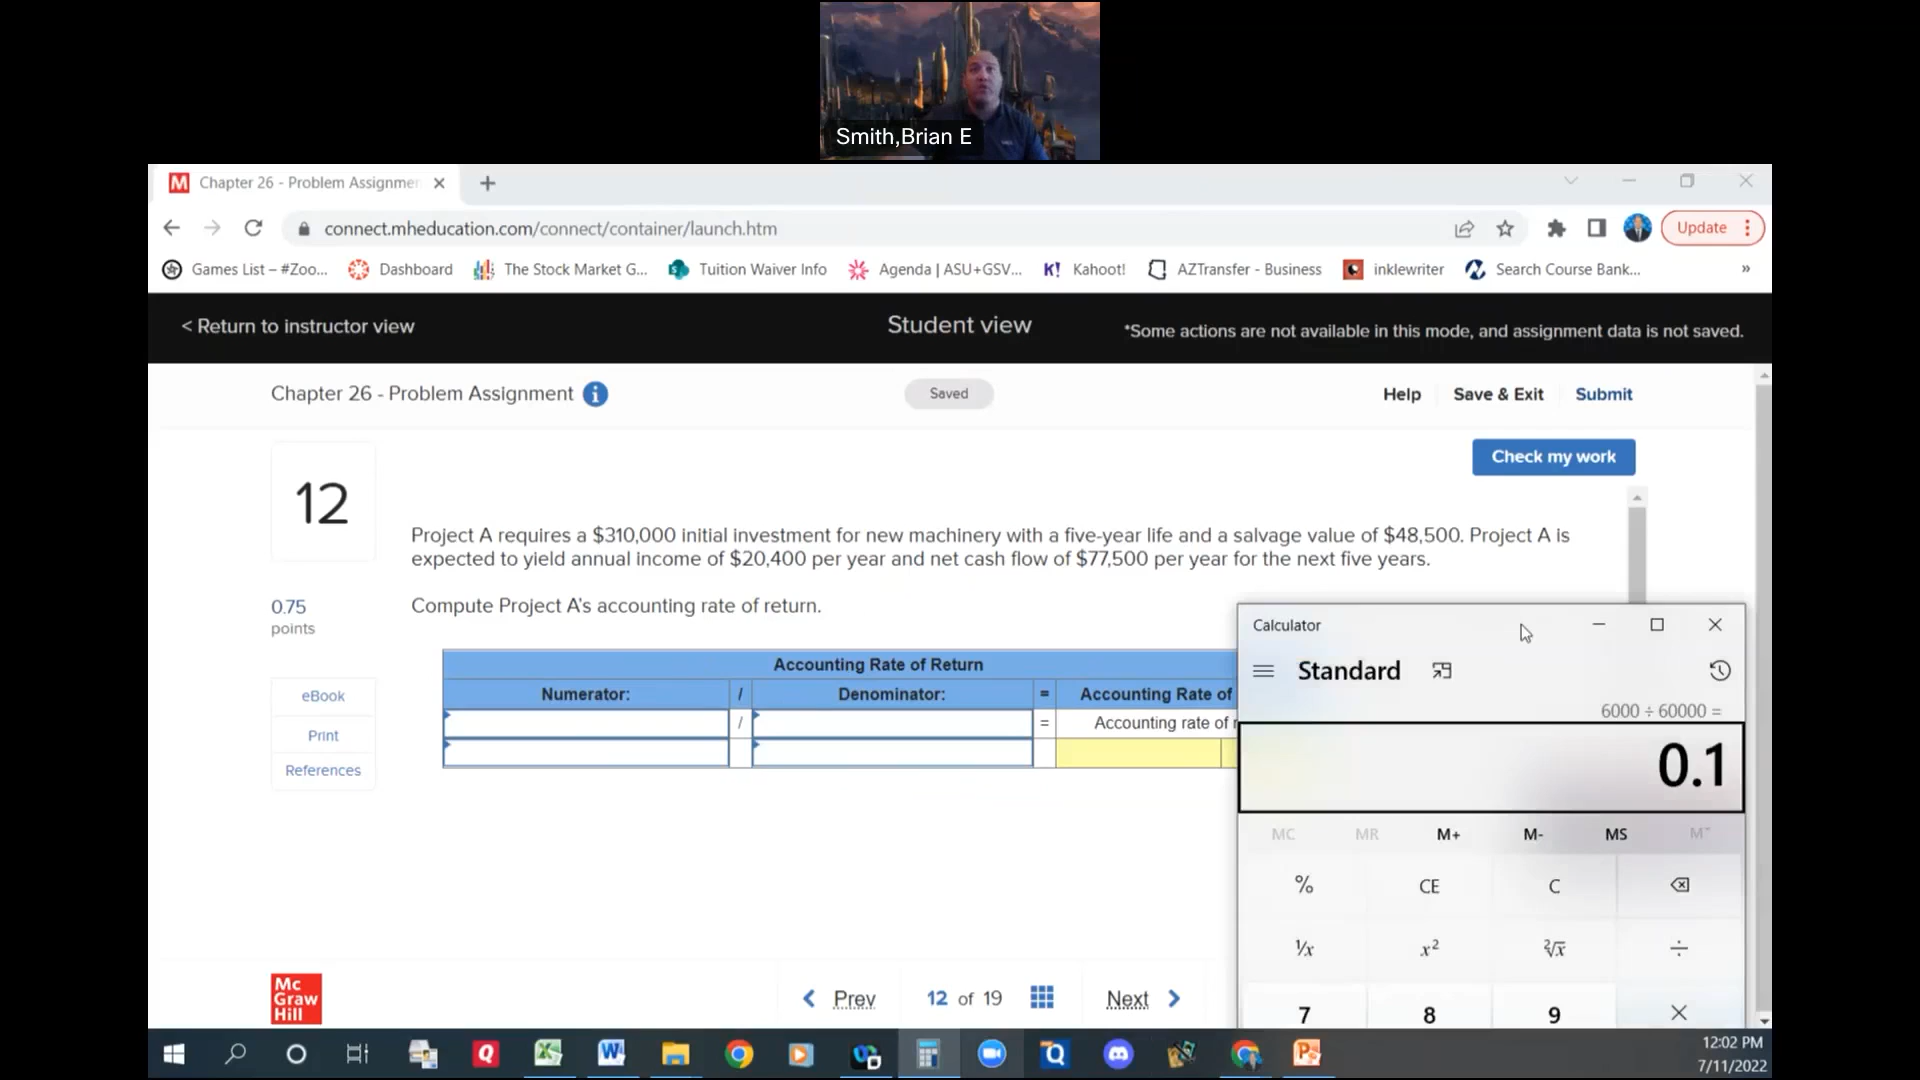 Smith,Brian E
Chapter 26 - Problem Assignmen
connect.mheducation.com/connect/container/launch.htm
Update
Games List – #Zoo...
Dashboard
The Stock Market G...
Tuition Waiver Info
Agenda | ASU+GSV...
K! Kahoot!
AZTransfer - Business
inklewriter
Search Course Bank...
»
< Return to instructor view
Student view
*Some actions are not available in this mode, and assignment data is not saved.
Chapter 26 - Problem Assignment
Saved
Help
Save & Exit
Submit
Check my work
12
Project A requires a $310,000 initial investment for new machinery with a five-year life and a salvage value of $48,500. Project A is
expected to yield annual income of $20,400 per year and net cash flow of $77,500 per year for the next five years.
0.75
points
Compute Project A's accounting rate of return.
eBook
Print
References
Accounting Rate of Return
Numerator: / Denominator: = Accounting Rate of
/ = Accounting rate of
Calculator
Standard
6000 ÷ 60000 =
0.1
MC MR M+ M- MS M˅
% CE C
¹/x x² ²√x ÷
7 8 9 ×
Mc
Graw
Hill
Prev
12 of 19
Next
12:02 PM
7/11/2022